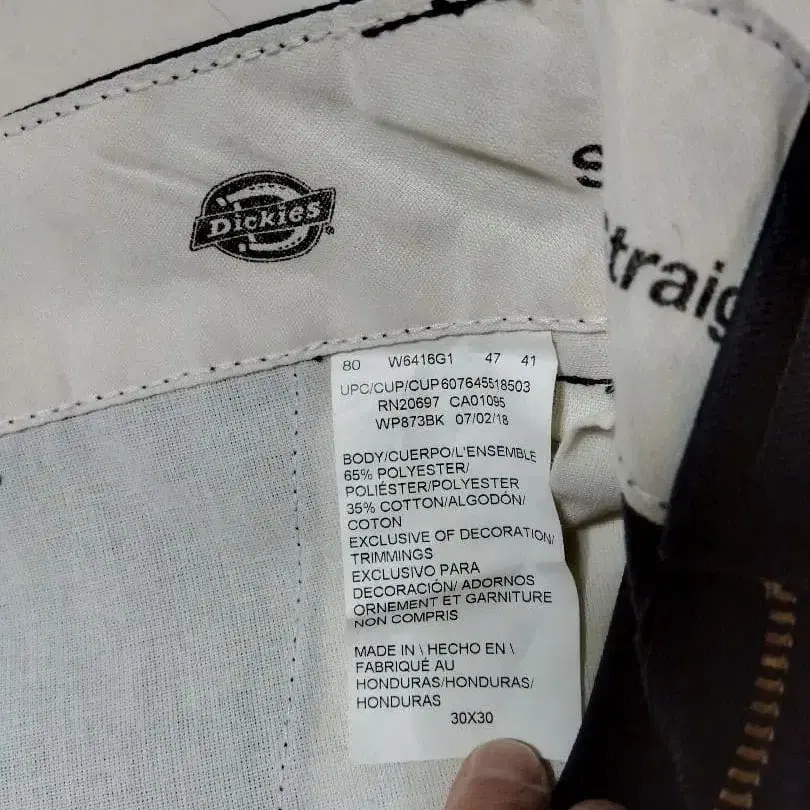 Dickies
S
traig
80 W6416G1 47 41
UPC/CUP/CUP 607645518503
RN20697 CA01095
WP873BK 07/02/18
BODY/CUERPO/L'ENSEMBLE
65% POLYESTER/
POLIÉSTER/POLYESTER
35% COTTON/ALGODÓN/
COTON
EXCLUSIVE OF DECORATION/
TRIMMINGS
EXCLUSIVO PARA
DECORACIÓN/ ADORNOS
ORNEMENT ET GARNITURE
NON COMPRIS
MADE IN \ HECHO EN \
FABRIQUÉ AU
HONDURAS/HONDURAS/
HONDURAS
30X30